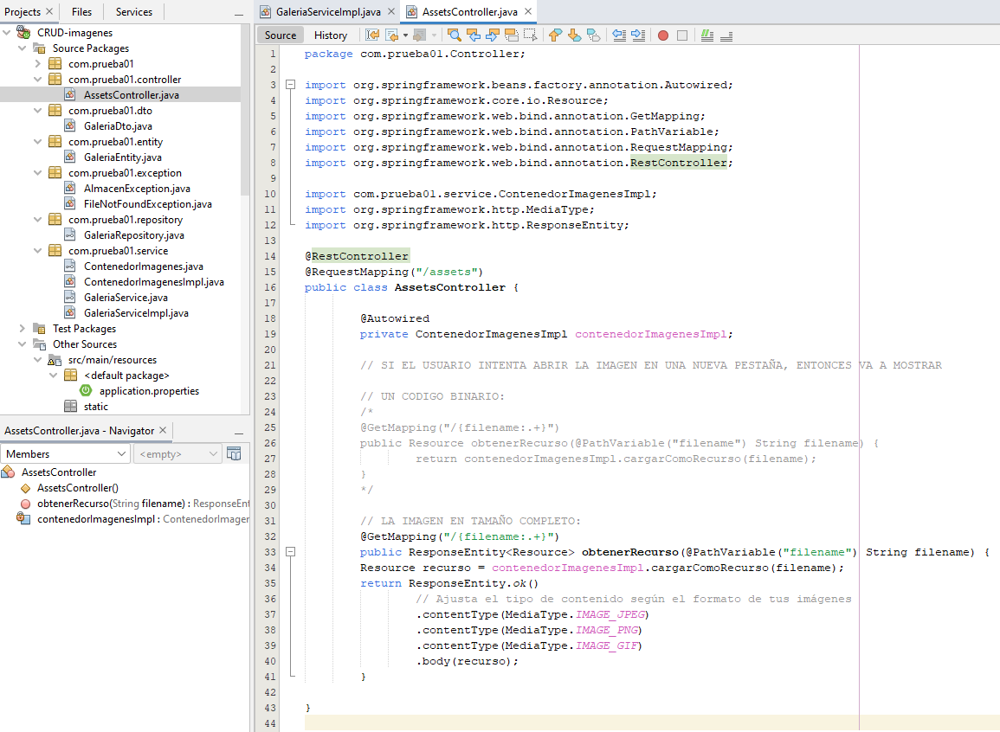 Projects
Files
Services
CRUD-imagenes
Source Packages
com.prueba01
com.prueba01.controller
AssetsController.java
com.prueba01.dto
GaleriaDto.java
com.prueba01.entity
GaleriaEntity.java
com.prueba01.exception
AlmacenException.java
FileNotFoundException.java
com.prueba01.repository
GaleriaRepository.java
com.prueba01.service
ContenedorImagenes.java
ContenedorImagenesImpl.java
GaleriaService.java
GaleriaServiceImpl.java
Test Packages
Other Sources
src/main/resources
<default package>
application.properties
static
AssetsController.java - Navigator
Members
<empty>
AssetsController
AssetsController()
obtenerRecurso(String filename) : ResponseEnt
contenedorImagenesImpl : ContenedorImager
GaleriaServiceImpl.java
AssetsController.java
Source
History
1 package com.prueba01.Controller;
2
3 import org.springframework.beans.factory.annotation.Autowired;
4 import org.springframework.core.io.Resource;
5 import org.springframework.web.bind.annotation.GetMapping;
6 import org.springframework.web.bind.annotation.PathVariable;
7 import org.springframework.web.bind.annotation.RequestMapping;
8 import org.springframework.web.bind.annotation.RestController;
9
10 import com.prueba01.service.ContenedorImagenesImpl;
11 import org.springframework.http.MediaType;
12 import org.springframework.http.ResponseEntity;
13
14 @RestController
15 @RequestMapping("/assets")
16 public class AssetsController {
17
18 @Autowired
19 private ContenedorImagenesImpl contenedorImagenesImpl;
20
21 // SI EL USUARIO INTENTA ABRIR LA IMAGEN EN UNA NUEVA PESTAÑA, ENTONCES VA A MOSTRAR
22
23 // UN CODIGO BINARIO:
24 /*
25 @GetMapping("/{filename:.+}")
26 public Resource obtenerRecurso(@PathVariable("filename") String filename) {
27 return contenedorImagenesImpl.cargarComoRecurso(filename);
28 }
29 */
30
31 // LA IMAGEN EN TAMAÑO COMPLETO:
32 @GetMapping("/{filename:.+}")
33 public ResponseEntity<Resource> obtenerRecurso(@PathVariable("filename") String filename) {
34 Resource recurso = contenedorImagenesImpl.cargarComoRecurso(filename);
35 return ResponseEntity.ok()
36 // Ajusta el tipo de contenido según el formato de tus imágenes
37 .contentType(MediaType.IMAGE_JPEG)
38 .contentType(MediaType.IMAGE_PNG)
39 .contentType(MediaType.IMAGE_GIF)
40 .body(recurso);
41 }
42
43 }
44